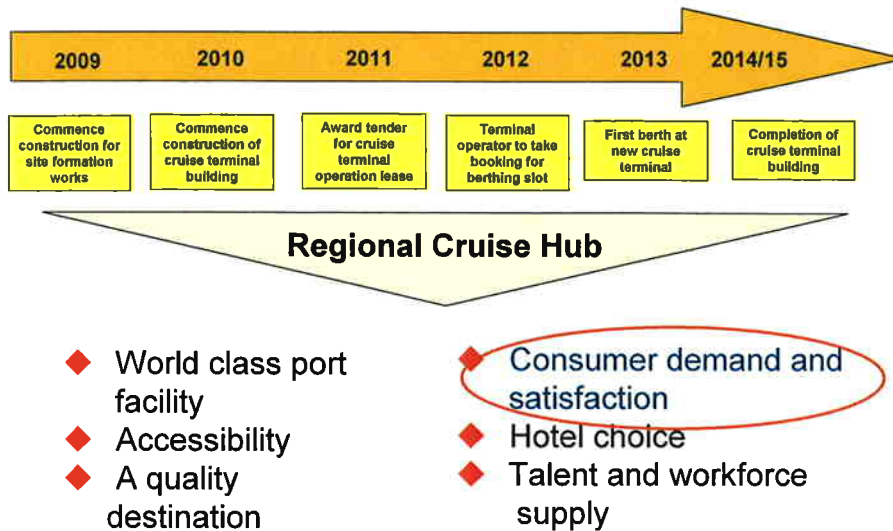 2009 2010 2011 2012 2013 2014/15
Commence
construction for
site formation
works
Commence
construction of
cruise terminal
building
Award tender
for cruise
terminal
operation lease
Terminal
operator to take
booking for
berthing slot
First berth at
new cruise
terminal
Completion of
cruise terminal
building
Regional Cruise Hub
World class port
facility
Accessibility
A quality
destination
Consumer demand and
satisfaction
Hotel choice
Talent and workforce
supply